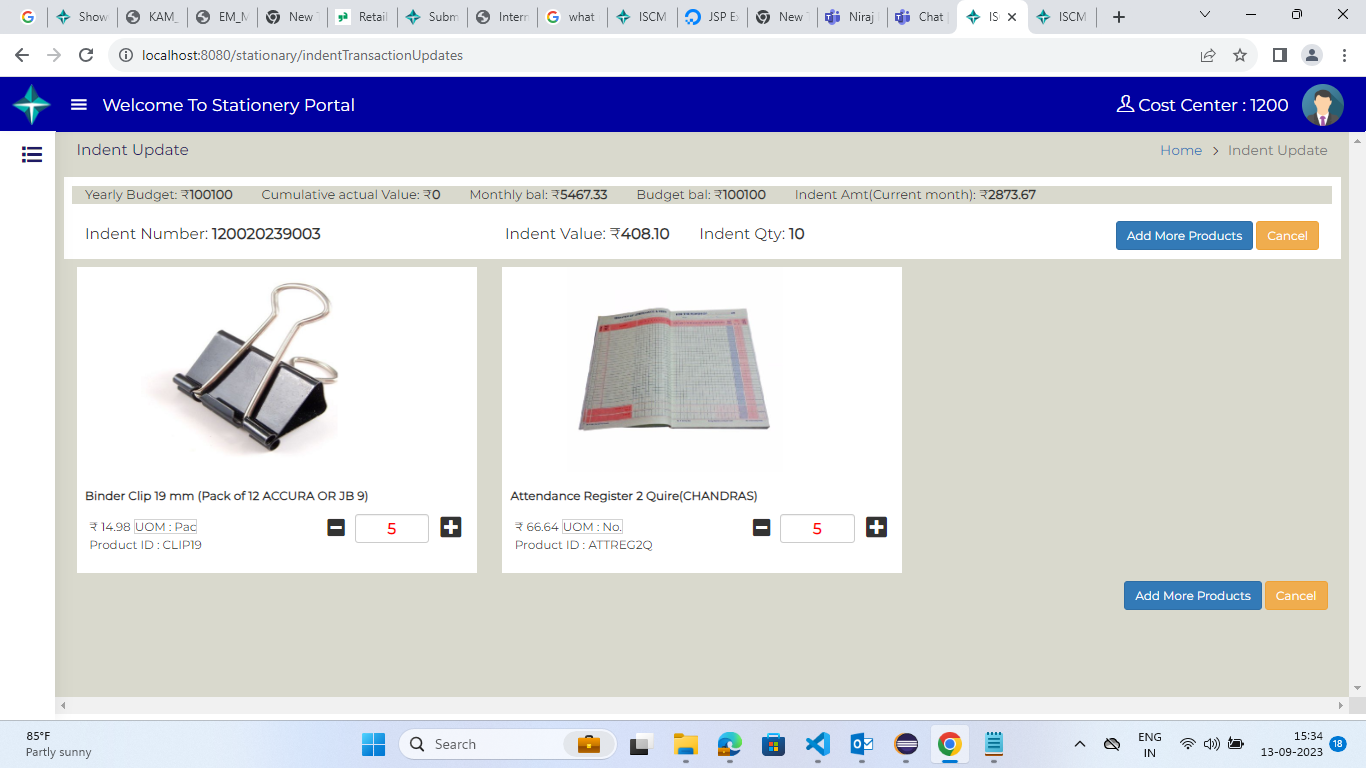 Show
KAM_
EM_M
New T
Retail
Subm
Intern
what
ISCM
JSP Ex
New T
Niraj
Chat
ISC
ISCM
localhost:8080/stationary/indentTransactionUpdates
Welcome To Stationery Portal
Cost Center : 1200
Indent Update
Home > Indent Update
Yearly Budget: ₹100100 Cumulative actual Value: ₹0 Monthly bal: ₹5467.33 Budget bal: ₹100100 Indent Amt(Current month): ₹2873.67
Indent Number: 120020239003 Indent Value: ₹408.10 Indent Qty: 10
Add More Products Cancel
Binder Clip 19 mm (Pack of 12 ACCURA OR JB 9)
₹ 14.98 UOM : Pac
5
Product ID : CLIP19
Attendance Register 2 Quire(CHANDRAS)
₹ 66.64 UOM : No.
5
Product ID : ATTREG2Q
Add More Products Cancel
85°F
Partly sunny
Search
ENG
IN
15:34
13-09-2023
18